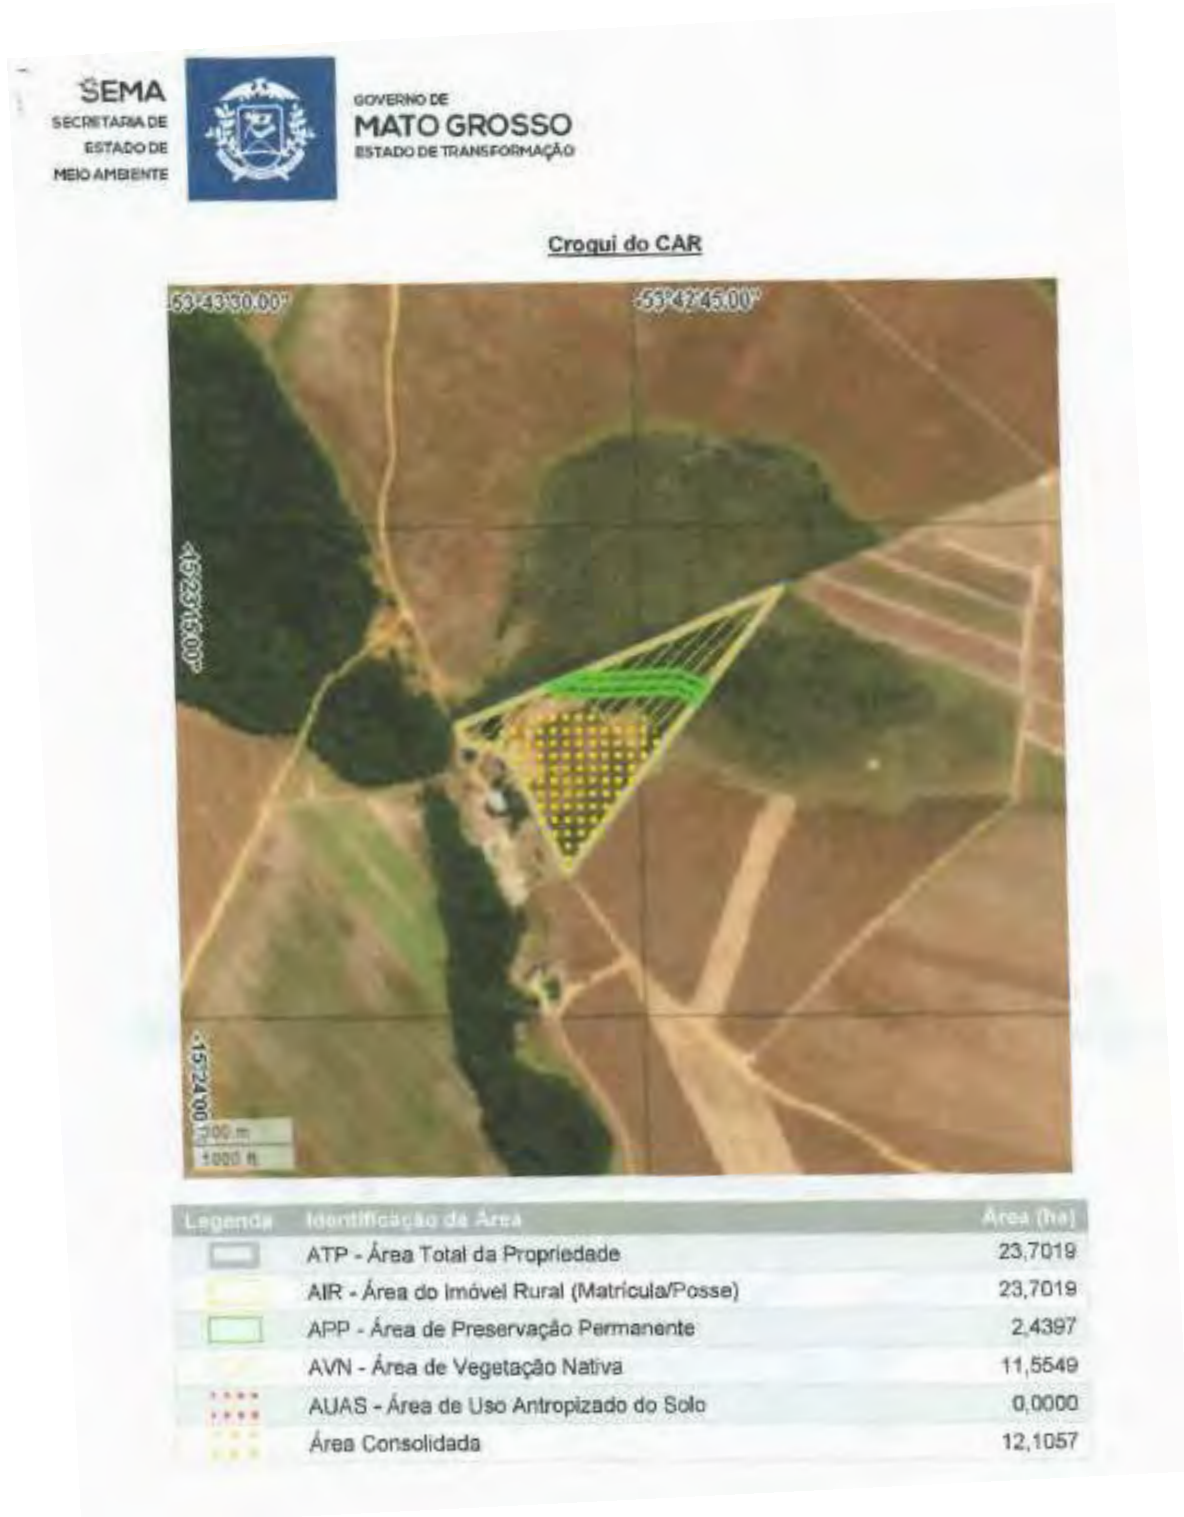 SEMA
SECRETARIA DE
ESTADO DE
MEIO AMBIENTE
GOVERNO DE
MATO GROSSO
ESTADO DE TRANSFORMAÇÃO
Croqui do CAR
-53°43'30.00"
-53°42'45.00"
-15°23'15.00"
-15°24'00
300 m
1000 ft
Legenda Identificação da Área Área (ha)
ATP - Área Total da Propriedade 23,7019
AIR - Área do Imóvel Rural (Matrícula/Posse) 23,7019
APP - Área de Preservação Permanente 2,4397
AVN - Área de Vegetação Nativa 11,5549
AUAS - Área de Uso Antropizado do Solo 0,0000
Área Consolidada 12,1057